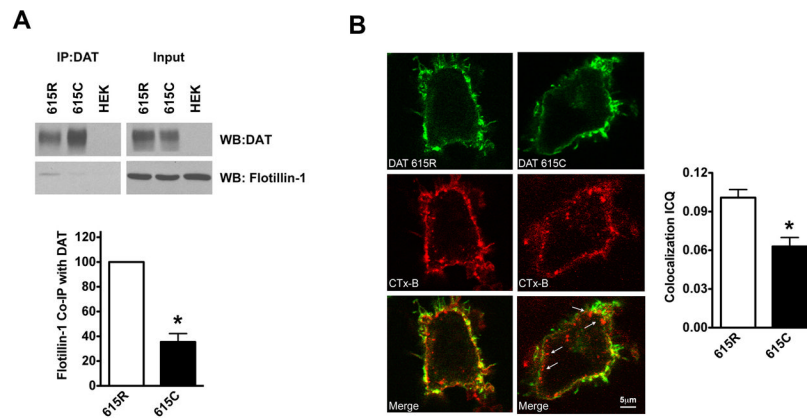 A
IP:DAT Input
615R 615C HEK 615R 615C HEK
WB:DAT
WB: Flotillin-1
Flotillin-1 Co-IP with DAT
120
100
80
60
40
20
0
*
615R 615C
B
DAT 615R DAT 615C
CTx-B CTx-B
Merge Merge
5µm
Colocalization ICQ
0.12
0.09
0.06
0.03
0.00
*
615R 615C